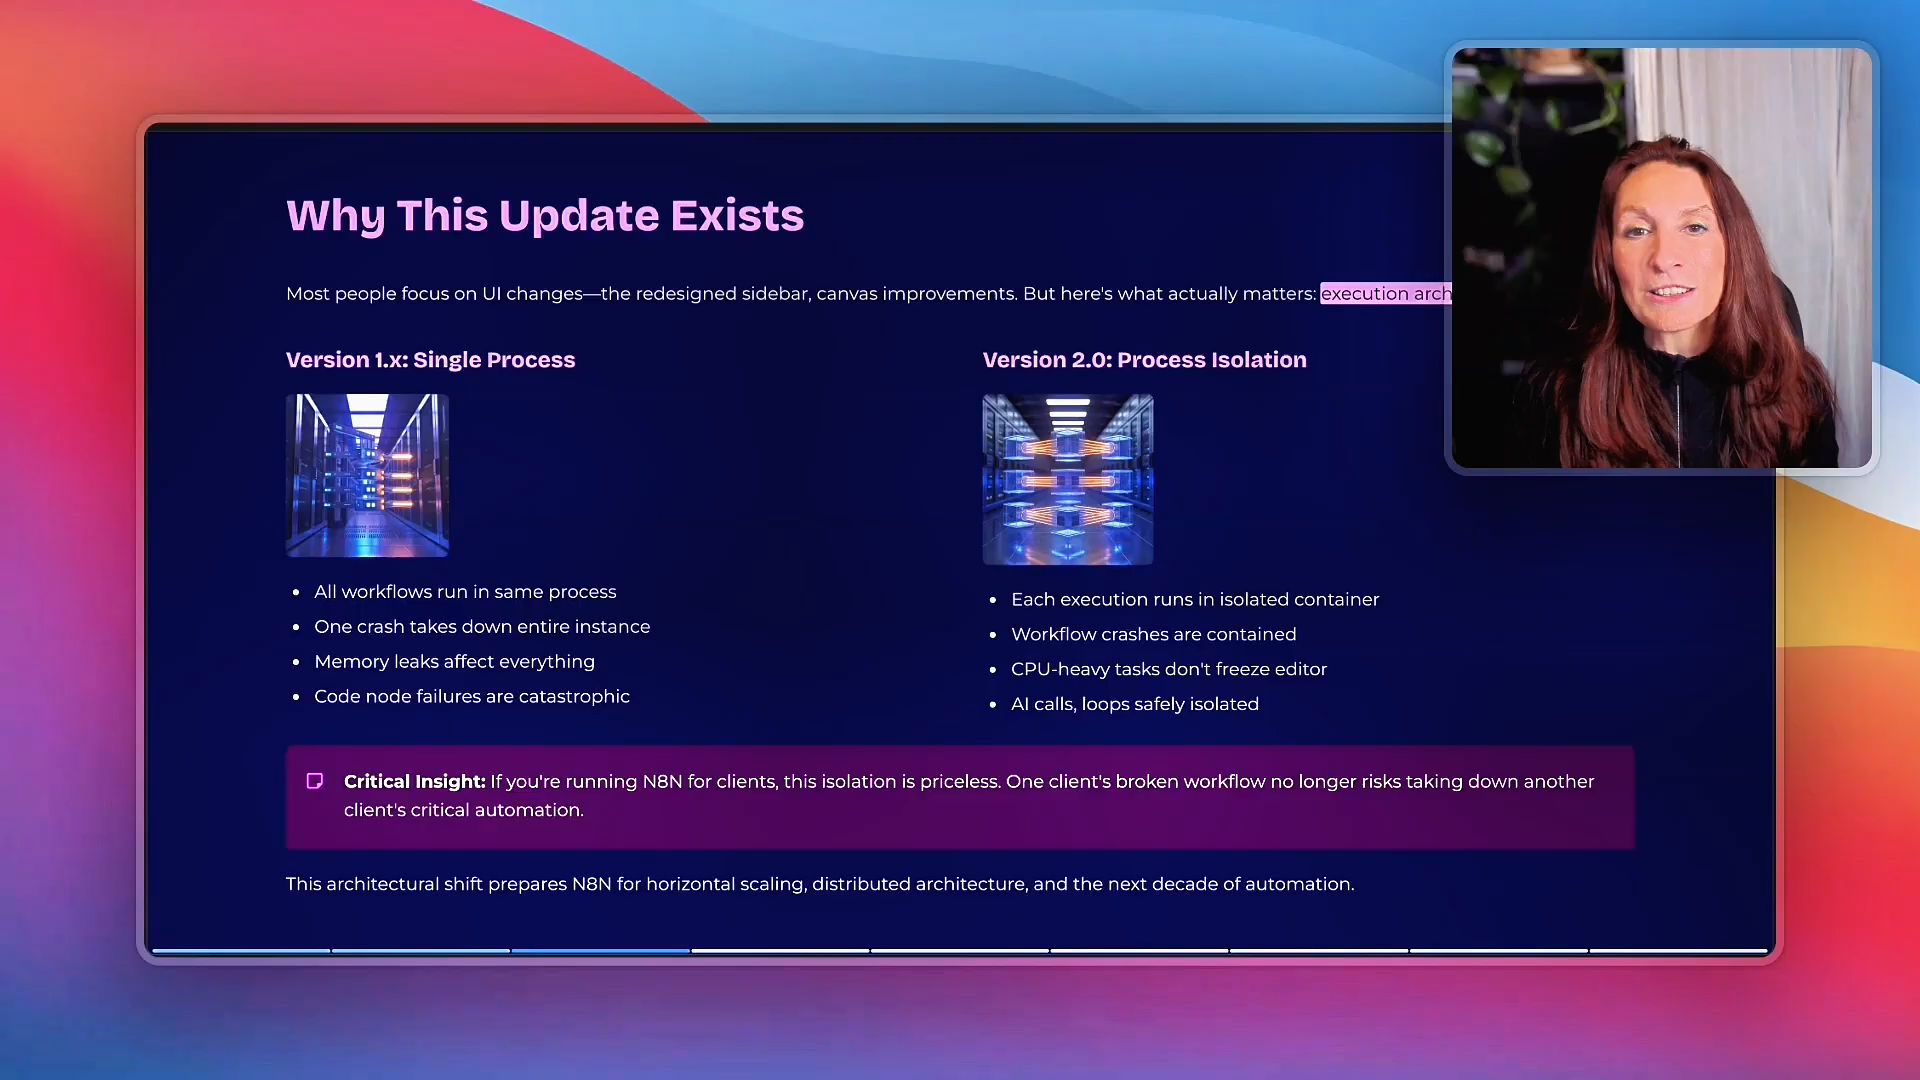 Why This Update Exists
Most people focus on UI changes—the redesigned sidebar, canvas improvements. But here's what actually matters: execution arch
Version 1.x: Single Process
All workflows run in same process
One crash takes down entire instance
Memory leaks affect everything
Code node failures are catastrophic
Version 2.0: Process Isolation
Each execution runs in isolated container
Workflow crashes are contained
CPU-heavy tasks don't freeze editor
AI calls, loops safely isolated
Critical Insight: If you're running N8N for clients, this isolation is priceless. One client's broken workflow no longer risks taking down another
client's critical automation.
This architectural shift prepares N8N for horizontal scaling, distributed architecture, and the next decade of automation.